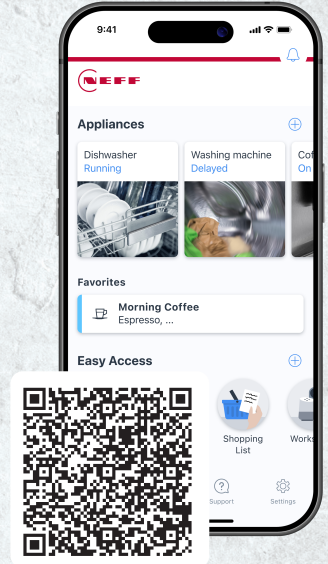 9:41
NEFF
Appliances
Dishwasher
Running
Washing machine
Delayed
Cof
On
Favorites
Morning Coffee
Espresso, ...
Easy Access
Shopping
List
Works
Support
Settings